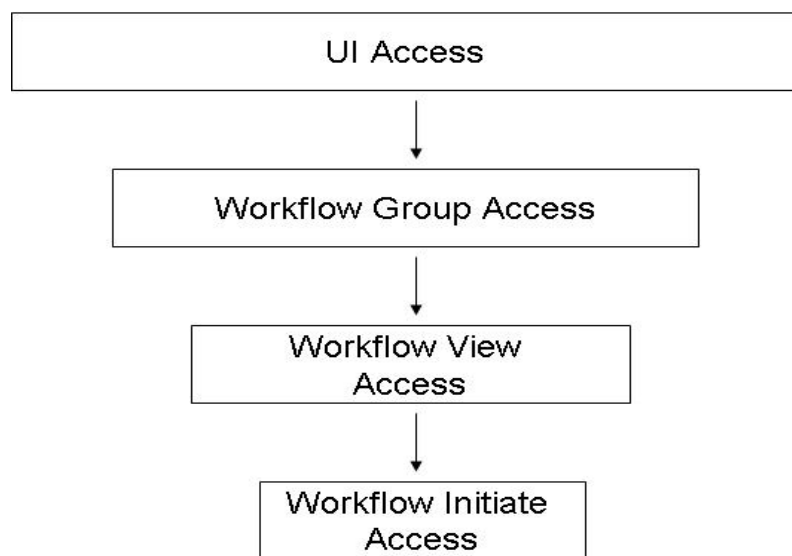 UI Access
Workflow Group Access
Workflow View
Access
Workflow Initiate
Access